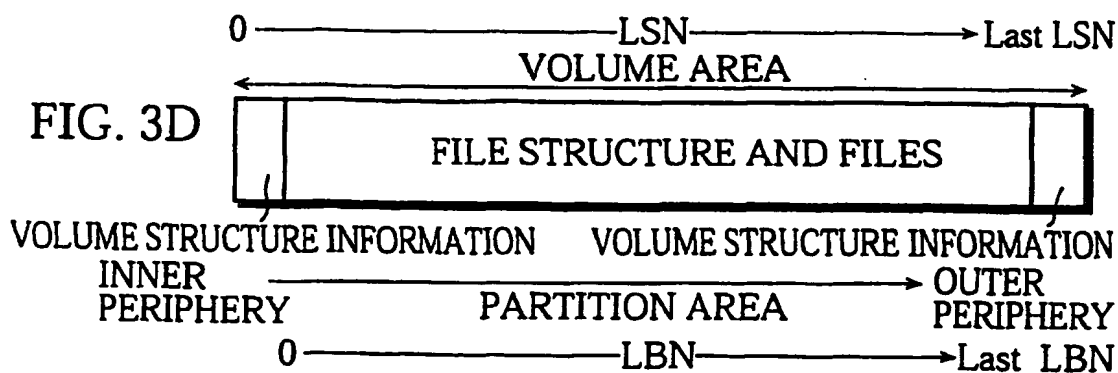 0 LSN Last LSN
VOLUME AREA
FIG. 3D
FILE STRUCTURE AND FILES
VOLUME STRUCTURE INFORMATION VOLUME STRUCTURE INFORMATION
INNER PERIPHERY
PARTITION AREA
OUTER PERIPHERY
0 LBN Last LBN